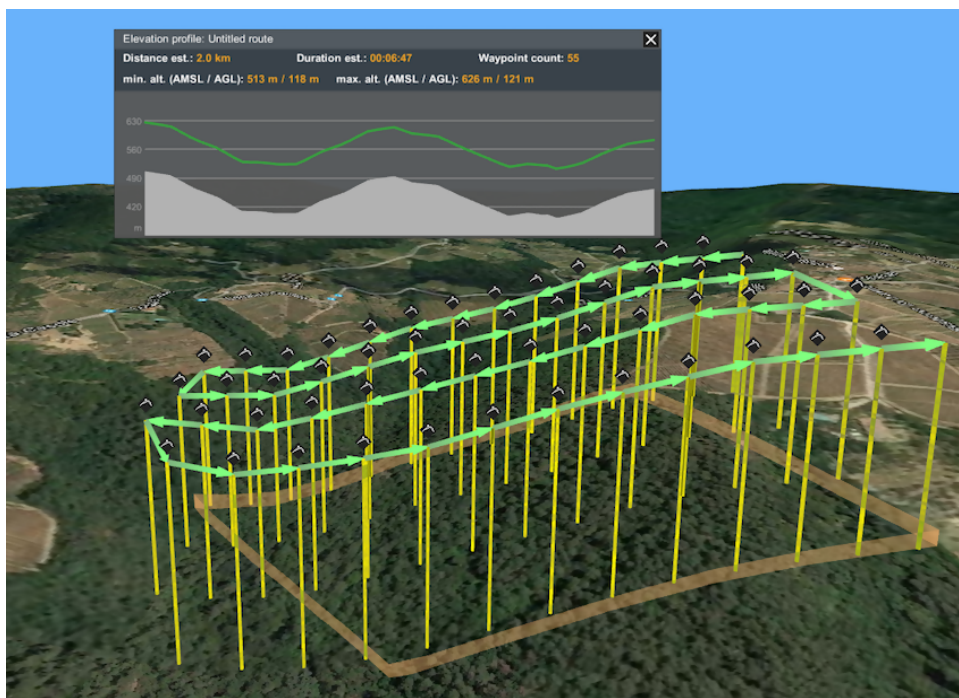 Elevation profile: Untitled route
Distance est.: 2.0 km Duration est.: 00:06:47 Waypoint count: 55
min. alt. (AMSL / AGL): 513 m / 118 m max. alt. (AMSL / AGL): 626 m / 121 m
630
560
490
420
m